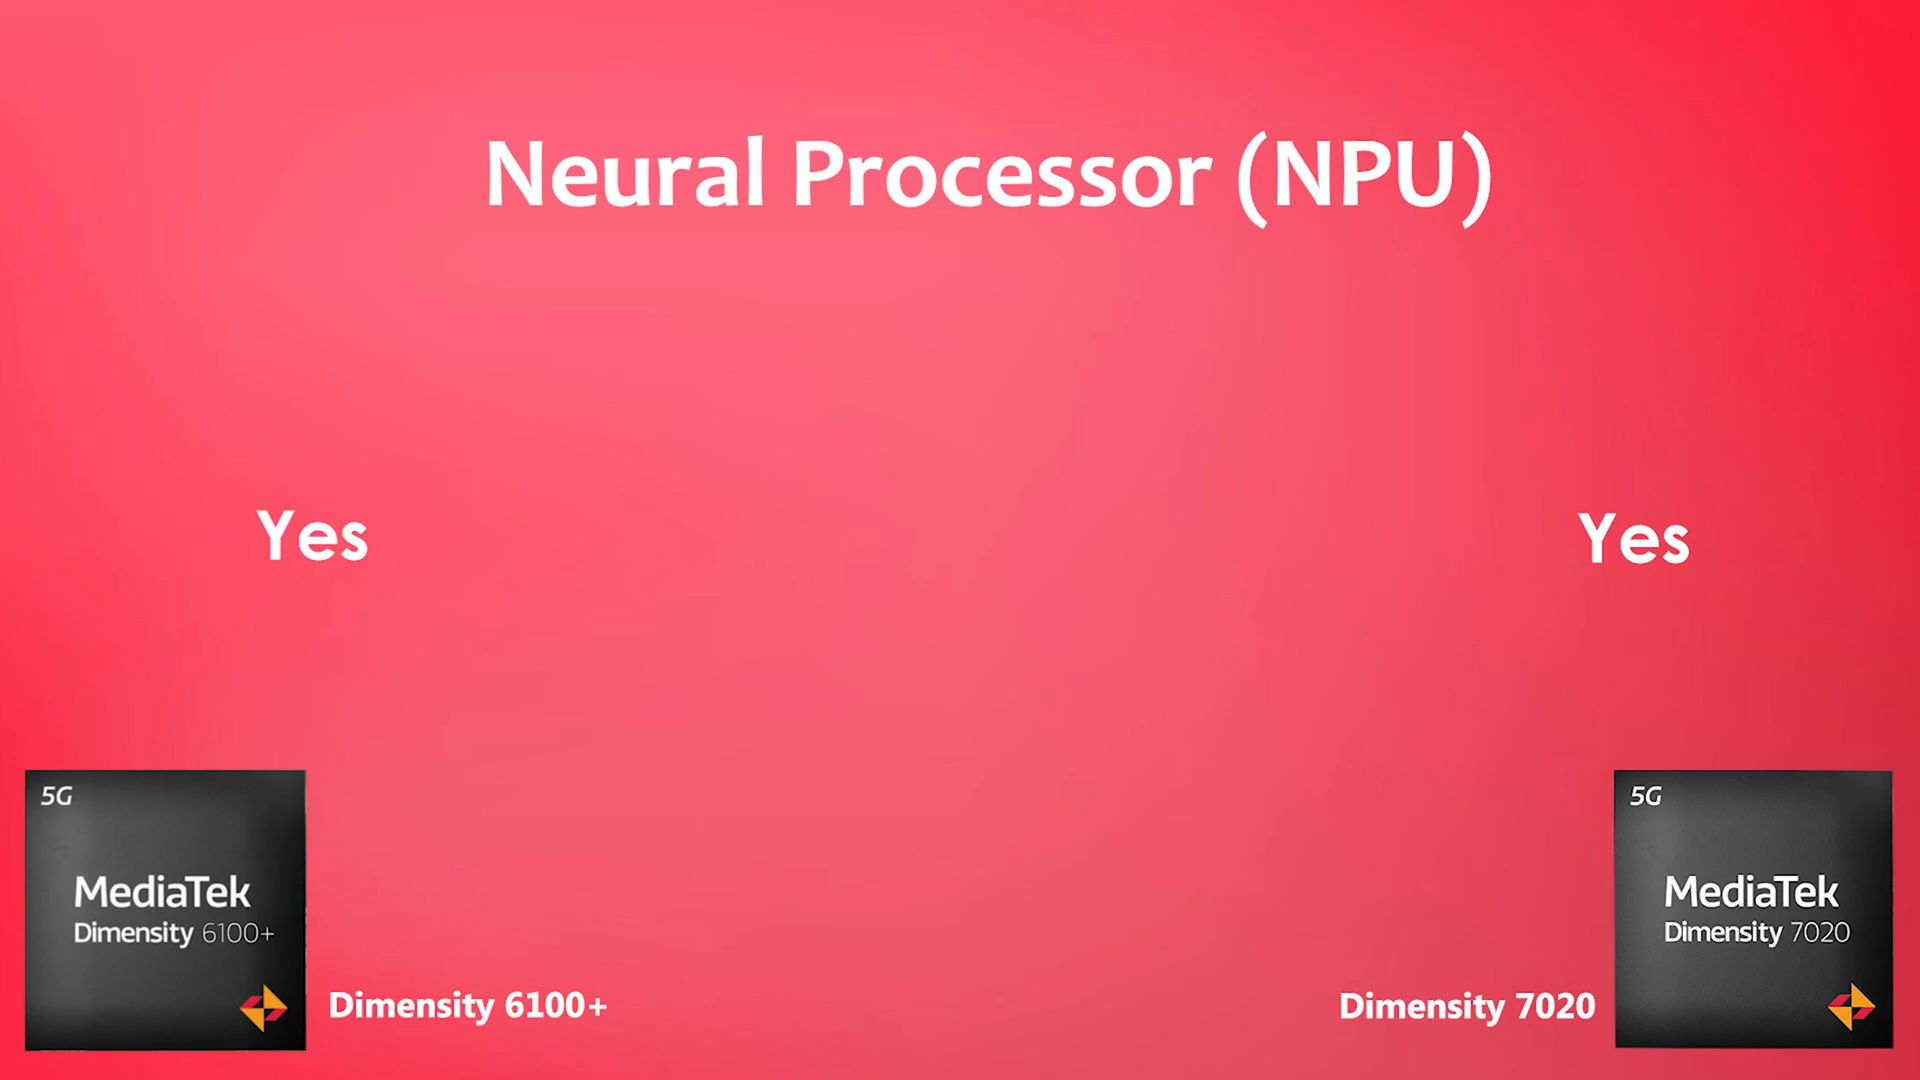 Neural Processor (NPU)
Yes
Yes
5G
MediaTek
Dimensity 6100+
Dimensity 6100+
Dimensity 7020
5G
MediaTek
Dimensity 7020